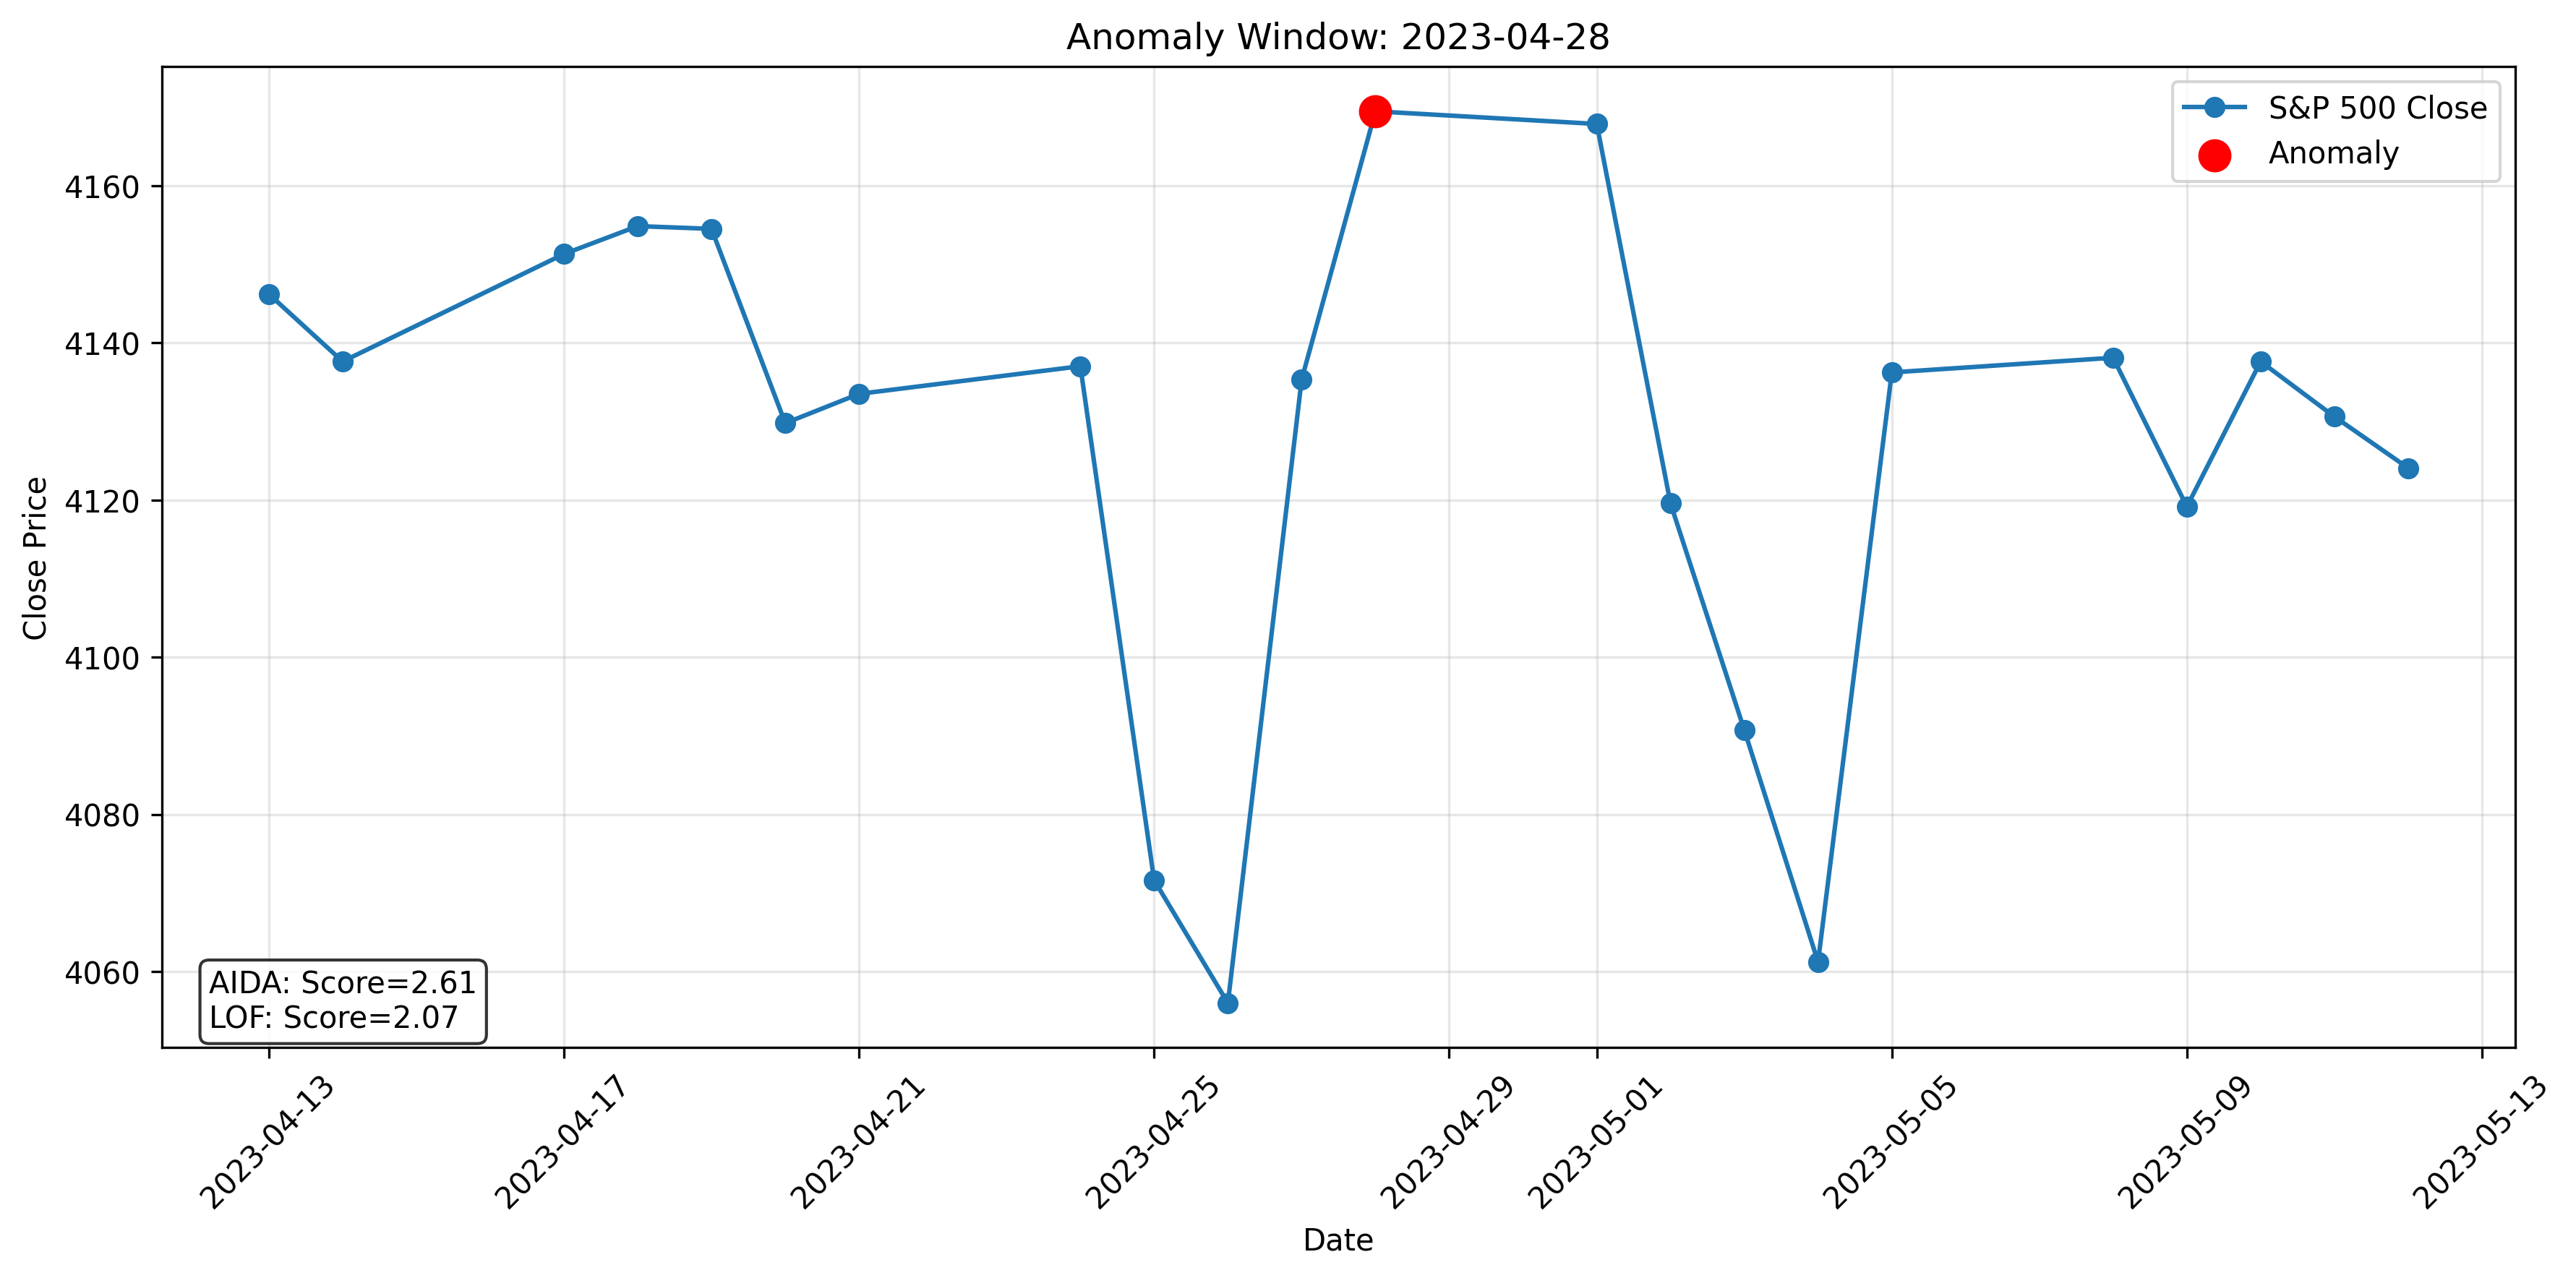 Anomaly Window: 2023-04-28
S&P 500 Close
Anomaly
Close Price
4160
4140
4120
4100
4080
4060
AIDA: Score=2.61
LOF: Score=2.07
2023-04-13
2023-04-17
2023-04-21
2023-04-25
2023-04-29
2023-05-01
2023-05-05
2023-05-09
2023-05-13
Date